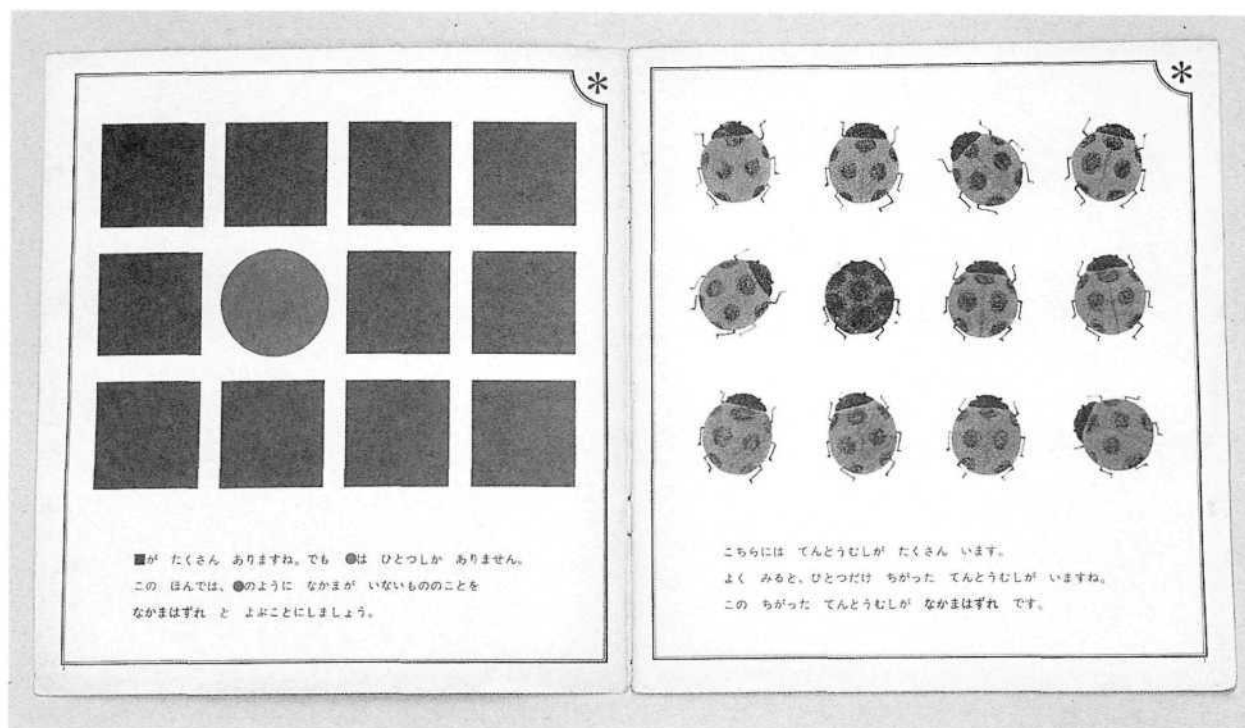 ■が たくさん ありますね。でも ●は ひとつしか ありません。
この ほんでは、●のように なかまが いないもののことを
なかまはずれ と よぶことにしましょう。
こちらには てんとうむしが たくさん います。
よく みると、ひとつだけ ちがった てんとうむしが いますね。
この ちがった てんとうむしが なかまはずれ です。